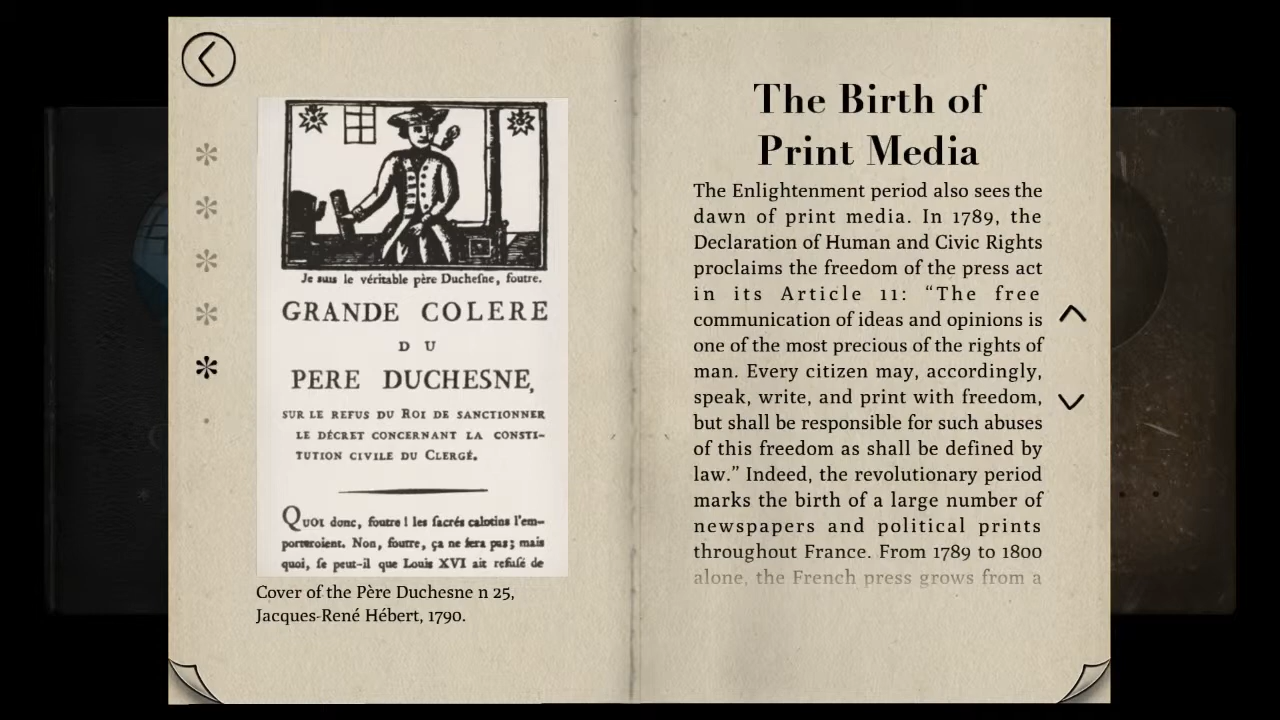 Je suis le véritable père Ducheſne, foutre.
GRANDE COLERE
DU
PERE DUCHESNE,
SUR LE REFUS DU ROI DE SANCTIONNER
LE DÉCRET CONCERNANT LA CONSTI-
TUTION CIVILE DU CLERGÉ.
QUOI donc, foutre ! les ſacrés calotins l'em-
porteroient. Non, foutre, ça ne ſera pas ; mais
quoi, ſe peut-il que Louis XVI ait refuſé de
Cover of the Père Duchesne n 25,
Jacques-René Hébert, 1790.
The Birth of
Print Media
The Enlightenment period also sees the
dawn of print media. In 1789, the
Declaration of Human and Civic Rights
proclaims the freedom of the press act
in its Article 11: “The free
communication of ideas and opinions is
one of the most precious of the rights of
man. Every citizen may, accordingly,
speak, write, and print with freedom,
but shall be responsible for such abuses
of this freedom as shall be defined by
law.” Indeed, the revolutionary period
marks the birth of a large number of
newspapers and political prints
throughout France. From 1789 to 1800
alone, the French press grows from a